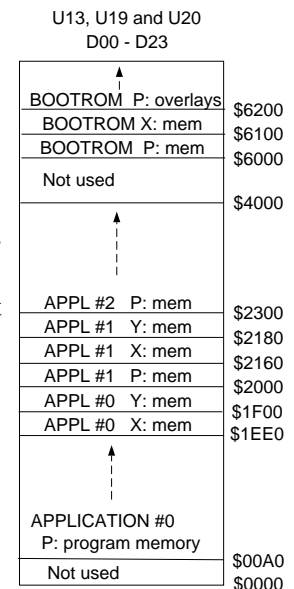 U13, U19 and U20
D00 - D23
BOOTROM P: overlays
$6200
BOOTROM X: mem
$6100
BOOTROM P: mem
$6000
Not used
$4000
APPL #2 P: mem
$2300
APPL #1 Y: mem
$2180
APPL #1 X: mem
$2160
APPL #1 P: mem
$2000
APPL #0 Y: mem
$1F00
APPL #0 X: mem
$1EE0
APPLICATION #0
P: program memory
$00A0
Not used
$0000